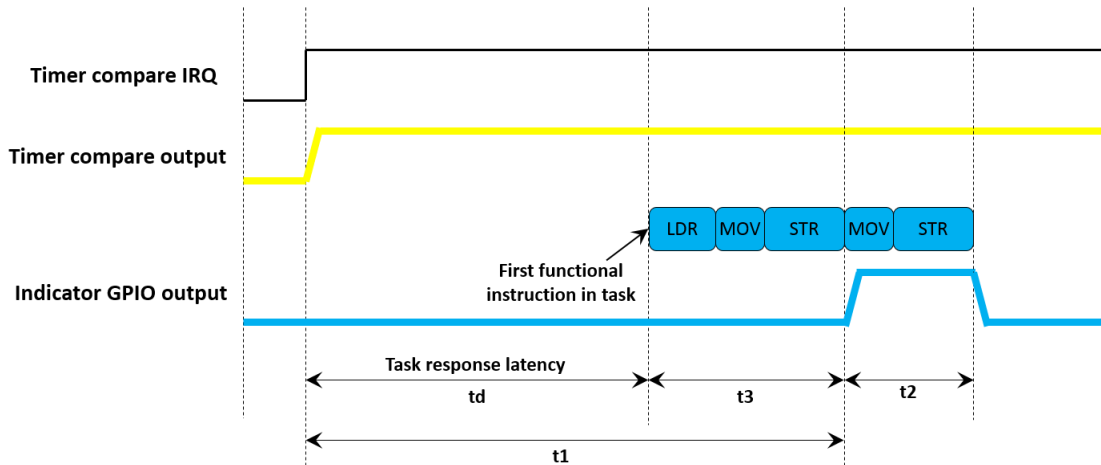 Timer compare IRQ
Timer compare output
LDR MOV STR MOV STR
First functional
instruction in task
Indicator GPIO output
Task response latency
td t3 t2
t1